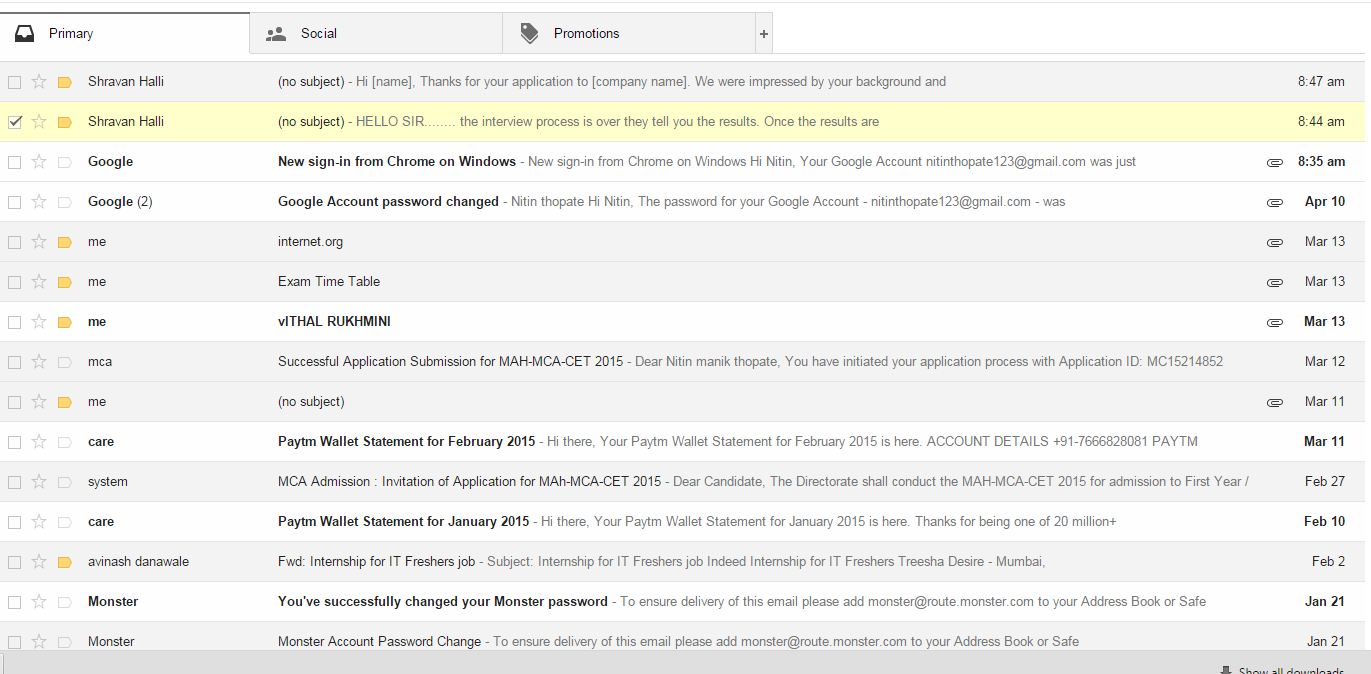 Primary Social Promotions +
Shravan Halli (no subject) - Hi [name], Thanks for your application to [company name]. We were impressed by your background and 8:47 am
Shravan Halli (no subject) - HELLO SIR........ the interview process is over they tell you the results. Once the results are 8:44 am
Google New sign-in from Chrome on Windows - New sign-in from Chrome on Windows Hi Nitin, Your Google Account nitinthopate123@gmail.com was just 8:35 am
Google (2) Google Account password changed - Nitin thopate Hi Nitin, The password for your Google Account - nitinthopate123@gmail.com - was Apr 10
me internet.org Mar 13
me Exam Time Table Mar 13
me vITHAL RUKHMINI Mar 13
mca Successful Application Submission for MAH-MCA-CET 2015 - Dear Nitin manik thopate, You have initiated your application process with Application ID: MC15214852 Mar 12
me (no subject) Mar 11
care Paytm Wallet Statement for February 2015 - Hi there, Your Paytm Wallet Statement for February 2015 is here. ACCOUNT DETAILS +91-7666828081 PAYTM Mar 11
system MCA Admission : Invitation of Application for MAh-MCA-CET 2015 - Dear Candidate, The Directorate shall conduct the MAH-MCA-CET 2015 for admission to First Year / Feb 27
care Paytm Wallet Statement for January 2015 - Hi there, Your Paytm Wallet Statement for January 2015 is here. Thanks for being one of 20 million+ Feb 10
avinash danawale Fwd: Internship for IT Freshers job - Subject: Internship for IT Freshers job Indeed Internship for IT Freshers Treesha Desire - Mumbai, Feb 2
Monster You've successfully changed your Monster password - To ensure delivery of this email please add monster@route.monster.com to your Address Book or Safe Jan 21
Monster Monster Account Password Change - To ensure delivery of this email please add monster@route.monster.com to your Address Book or Safe Jan 21
Show all downloads